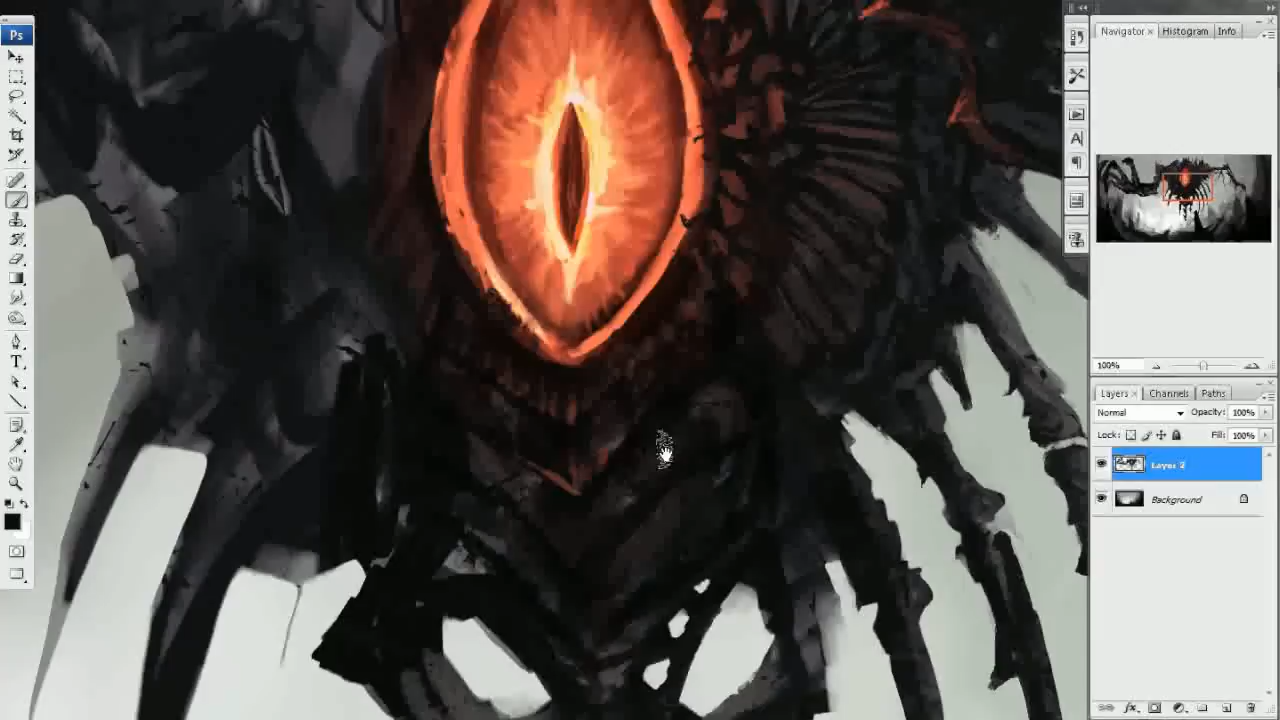 Ps
Navigator × Histogram Info
100%
Layers × Channels Paths
Normal Opacity: 100%
Lock: Fill: 100%
Layer 2
Background